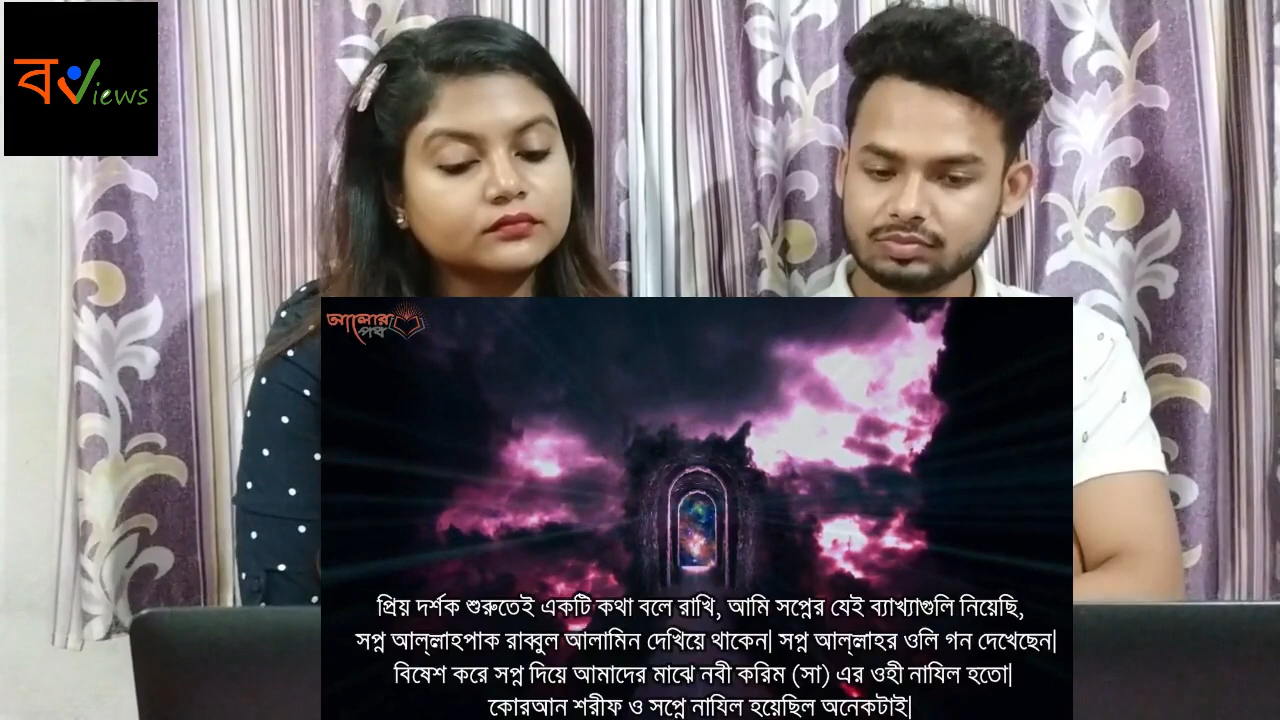 বViews
আলোর
পথ
প্রিয় দর্শক শুরুতেই একটি কথা বলে রাখি, আমি সপ্নের যেই ব্যাখ্যাগুলি নিয়েছি,
সপ্ন আল্লাহপাক রাব্বুল আলামিন দেখিয়ে থাকেন| সপ্ন আল্লাহর ওলি গন দেখেছেন|
বিষেশ করে সপ্ন দিয়ে আমাদের মাঝে নবী করিম (সা) এর ওহী নাযিল হতো|
কোরআন শরীফ ও সপ্নে নাযিল হয়েছিল অনেকটাই|